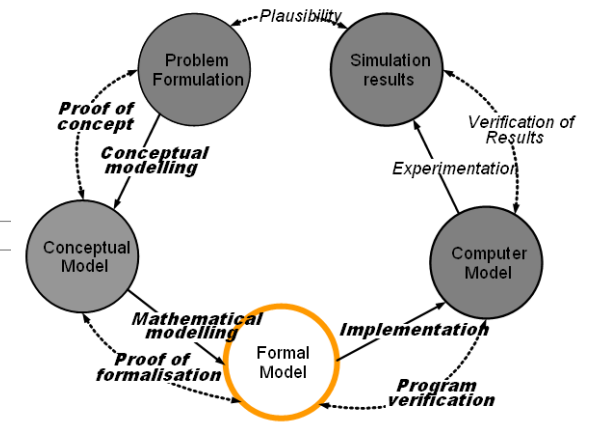 Plausibility
Problem
Formulation
Simulation
results
Proof of
concept
Verification of
Results
Conceptual
modelling
Experimentation
Conceptual
Model
Computer
Model
Mathematical
modelling
Implementation
Formal
Model
Proof of
formalisation
Program
verification